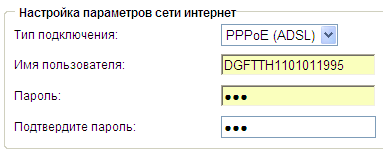 Настройка параметров сети интернет
Тип подключения: PPPoE (ADSL)
Имя пользователя: DGFTTH1101011995
Пароль: ●●●
Подтвердите пароль: ●●●